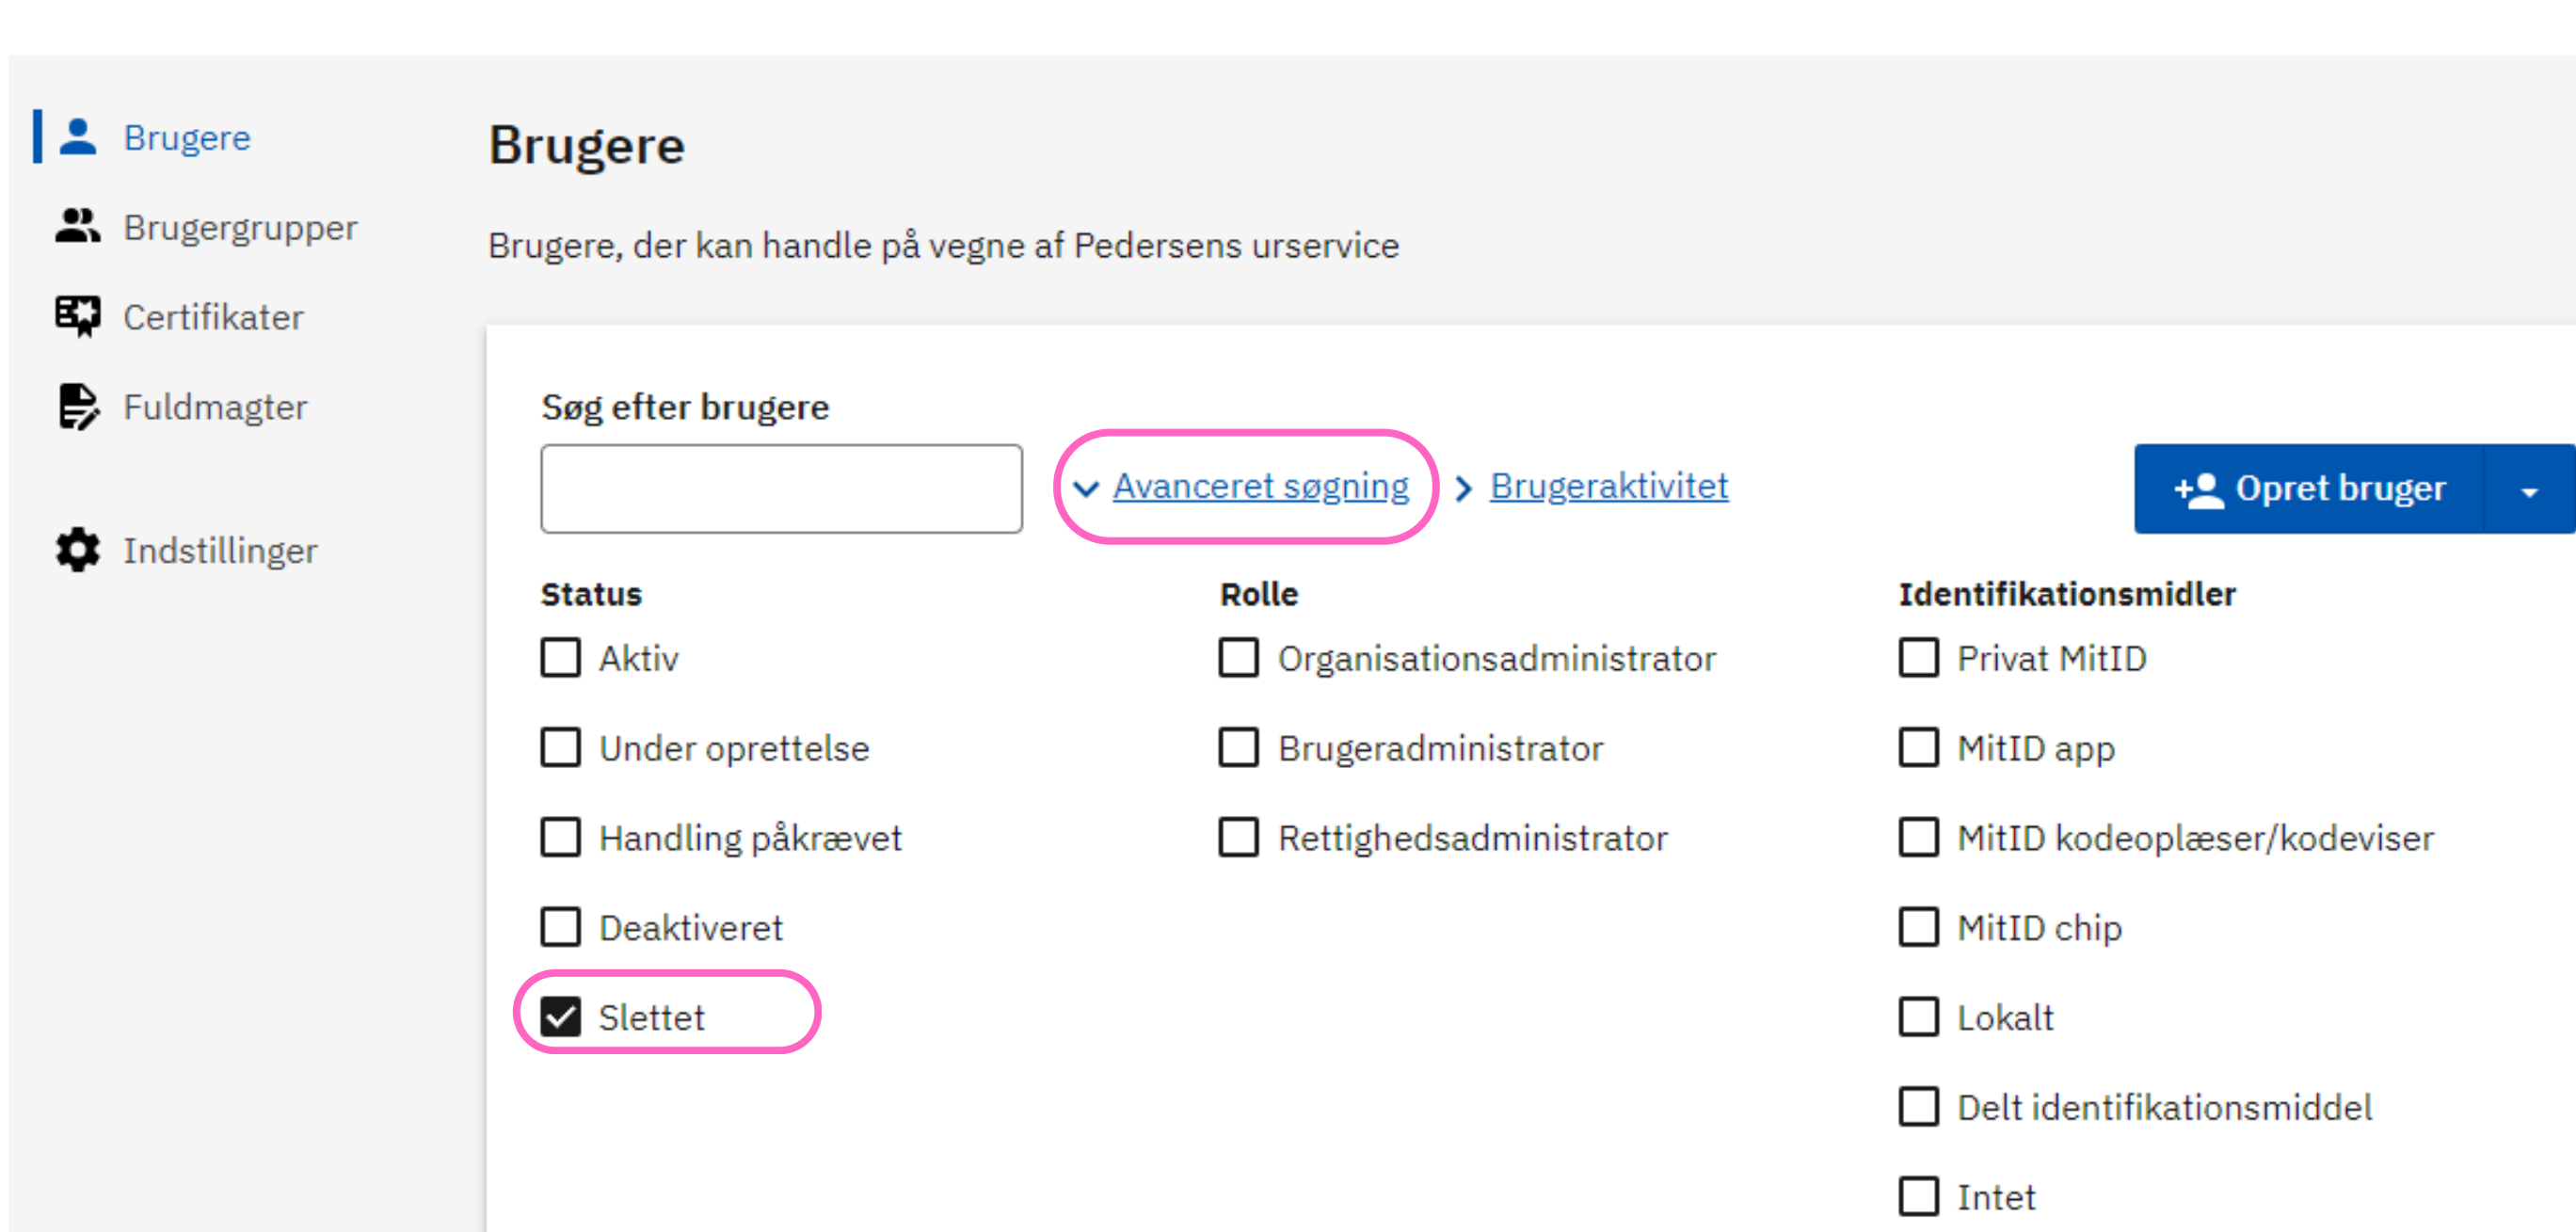 Brugere
Brugergrupper
Certifikater
Fuldmagter
Indstillinger
Brugere
Brugere, der kan handle på vegne af Pedersens urservice
Søg efter brugere
Avanceret søgning
Brugeraktivitet
Opret bruger
Status
Aktiv
Under oprettelse
Handling påkrævet
Deaktiveret
Slettet
Rolle
Organisationsadministrator
Brugeradministrator
Rettighedsadministrator
Identifikationsmidler
Privat MitID
MitID app
MitID kodeoplæser/kodeviser
MitID chip
Lokalt
Delt identifikationsmiddel
Intet